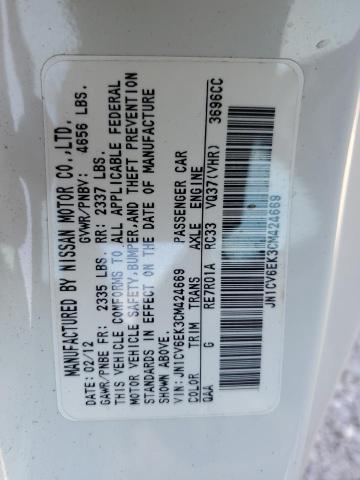 MANUFACTURED BY NISSAN MOTOR CO.,LTD.
02/12 GVWR/PNBV: 4656 LBS.
GAWR/PNBE FR: 2335 LBS. RR: 2337 LBS.
THIS VEHICLE CONFORMS TO ALL APPLICABLE FEDERAL
MOTOR VEHICLE SAFETY,BUMPER,AND THEFT PREVENTION
STANDARDS IN EFFECT ON THE DATE OF MANUFACTURE
VIN: JN1CV6EK3CM424669 PASSENGER CAR
COLOR TRIM TRANS AXLE ENGINE
QAA G RE7R01A RC33 VQ37(VHR) 3696CC
JN1CV6EK3CM424669